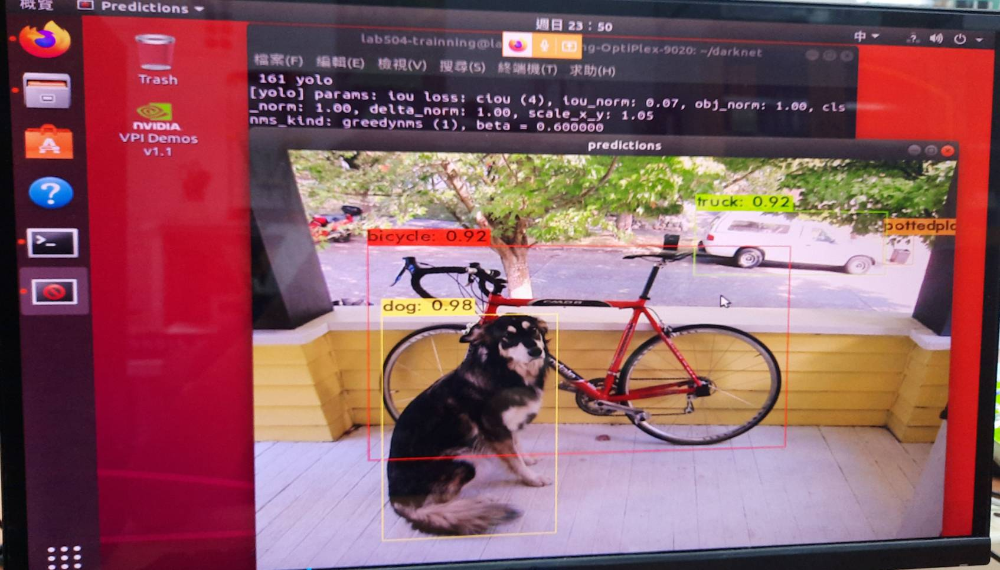 概覽
Predictions
週日 23：50
中
Trash
NVIDIA
VPI Demos
v1.1
lab504-trainning@la
ng-OptiPlex-9020: ~/darknet
檔案(F) 編輯(E) 檢視(V) 搜尋(S) 終端機(T) 求助(H)
161 yolo
[yolo] params: iou loss: ciou (4), iou_norm: 0.07, obj_norm: 1.00, cls
_norm: 1.00, delta_norm: 1.00, scale_x_y: 1.05
nms_kind: greedynms (1), beta = 0.600000
predictions
truck: 0.92
pottedpla
bicycle: 0.92
dog: 0.98